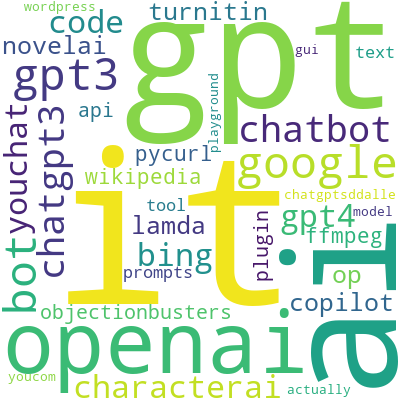 wordpress
turnitin
code
gpt
gui
text
novelai
gpt3
api
playground
chatbot
youchat
chatgpt3
pycurl
google
wikipedia
it
chatgptsddalle
tool
lamda
plugin
gpt4
model
ai
bot
bing
ffmpeg
prompts
op
copilot
objectionbusters
openai
youcom
characterai
actually